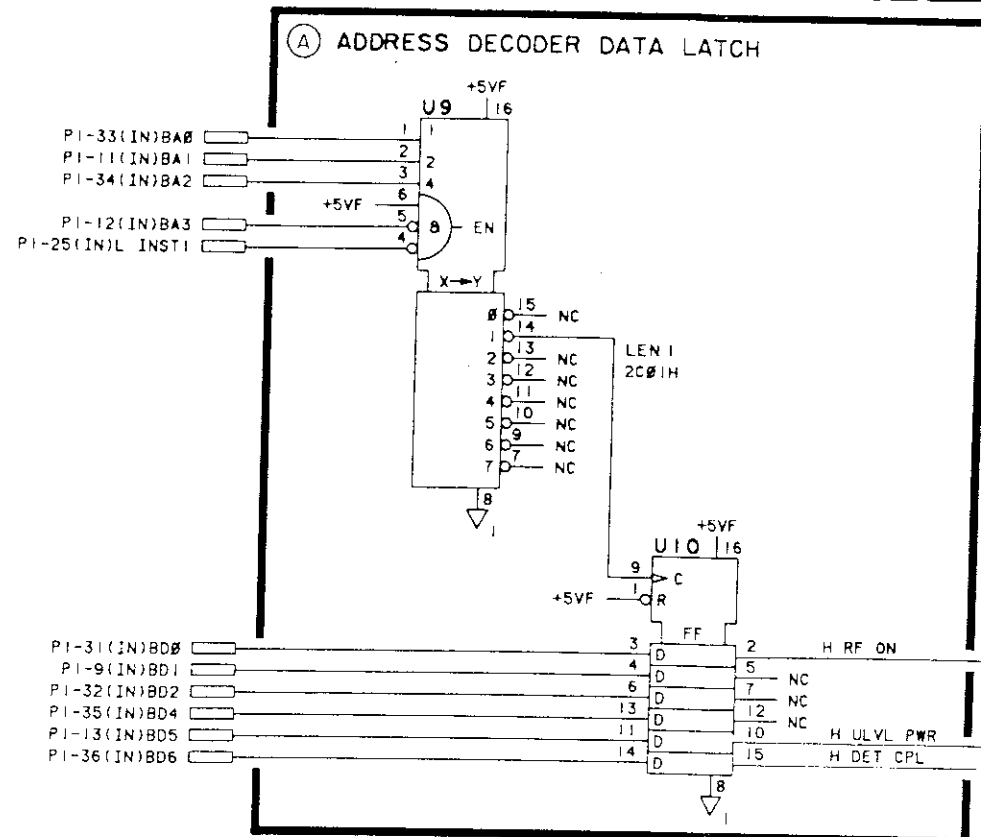 A ADDRESS DECODER DATA LATCH
+5VF
U9 16
P1-33(IN)BA0 1 1
P1-11(IN)BA1 2 2
P1-34(IN)BA2 3 4
+5VF 6
P1-12(IN)BA3 5 & EN
P1-25(IN)L INST1 4
X→Y
0 15 NC
1 14
2 13 NC
3 12 NC
4 11 NC
5 10 NC
6 9 NC
7 7 NC
LEN1
2C01H
8
1
+5VF
U10 16
9 C
+5VF 1 R
FF
P1-31(IN)BD0 3 D 2 H RF ON
P1-9(IN)BD1 4 D 5 NC
P1-32(IN)BD2 6 D 7 NC
P1-35(IN)BD4 13 D 12 NC
P1-13(IN)BD5 11 D 10 H ULVL PWR
P1-36(IN)BD6 14 D 15 H DET CPL
8
1